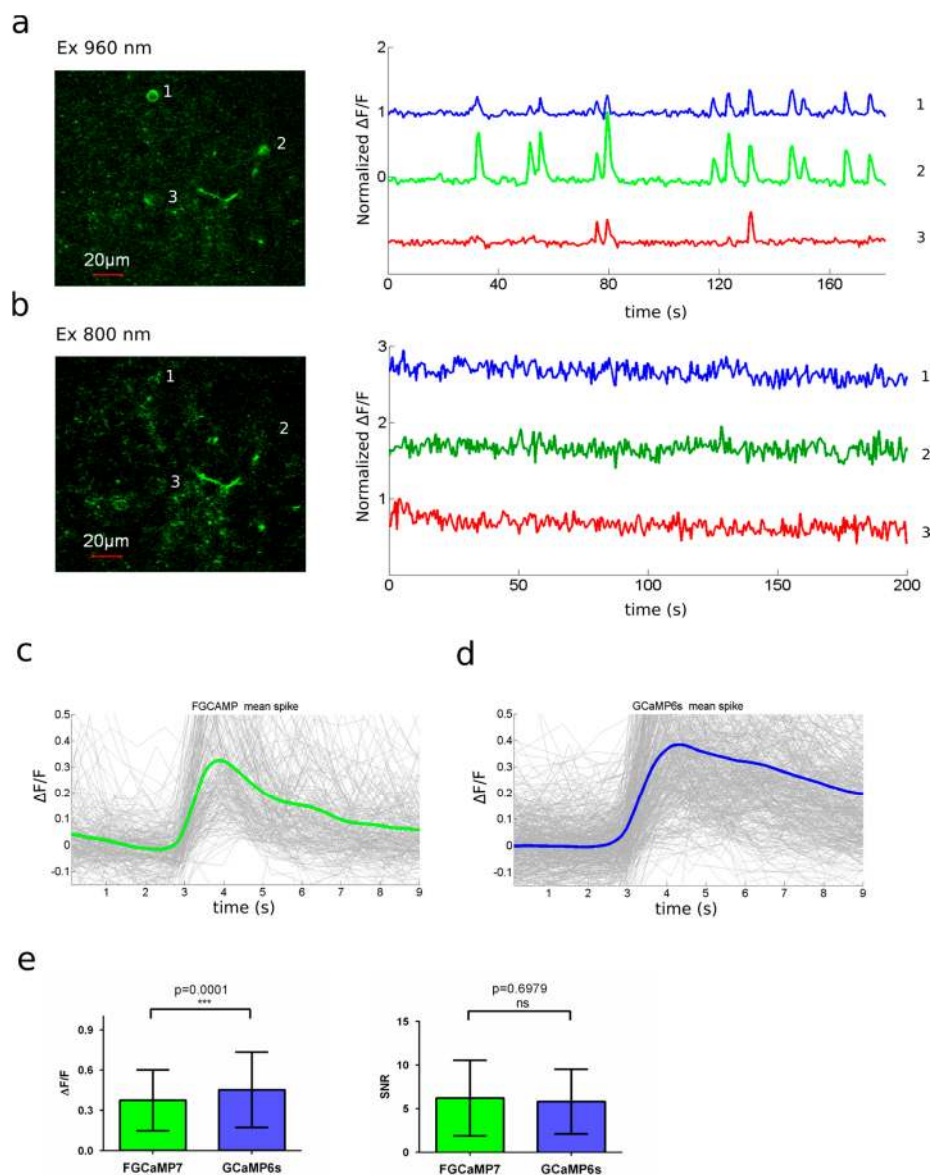 a
Ex 960 nm
1
2
3
20µm
Normalized ΔF/F
2
1
0
1
2
3
0 40 80 120 160
time (s)
b
Ex 800 nm
1
2
3
20µm
Normalized ΔF/F
3
2
1
1
2
3
0 50 100 150 200
time (s)
c
FGCAMP mean spike
ΔF/F
0.5
0.4
0.3
0.2
0.1
0
-0.1
1 2 3 4 5 6 7 8 9
time (s)
d
GCaMP6s mean spike
ΔF/F
0.5
0.4
0.3
0.2
0.1
0
-0.1
1 2 3 4 5 6 7 8 9
time (s)
e
p=0.0001
***
ΔF/F
0.9
0.6
0.3
0.0
FGCaMP7 GCaMP6s
p=0.6979
ns
SNR
15
10
5
0
FGCaMP7 GCaMP6s